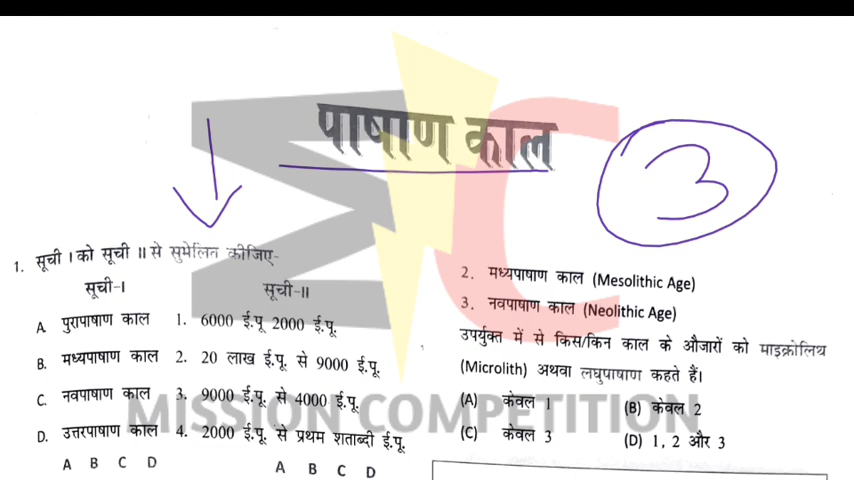 पाषाण काल
3
1. सूची I को सूची II से सुमेलित कीजिए-
सूची-I सूची-II
A. पुरापाषाण काल 1. 6000 ई.पू. 2000 ई.पू.
B. मध्यपाषाण काल 2. 20 लाख ई.पू. से 9000 ई.पू.
C. नवपाषाण काल 3. 9000 ई.पू. से 4000 ई.पू.
D. उत्तरपाषाण काल 4. 2000 ई.पू. से प्रथम शताब्दी ई.पू.
A B C D A B C D
2. मध्यपाषाण काल (Mesolithic Age)
3. नवपाषाण काल (Neolithic Age)
उपर्युक्त में से किस/किन काल के औजारों को माइक्रोलिथ
(Microlith) अथवा लघुपाषाण कहते हैं।
(A) केवल 1 (B) केवल 2
(C) केवल 3 (D) 1, 2 और 3
MISSION COMPETITION